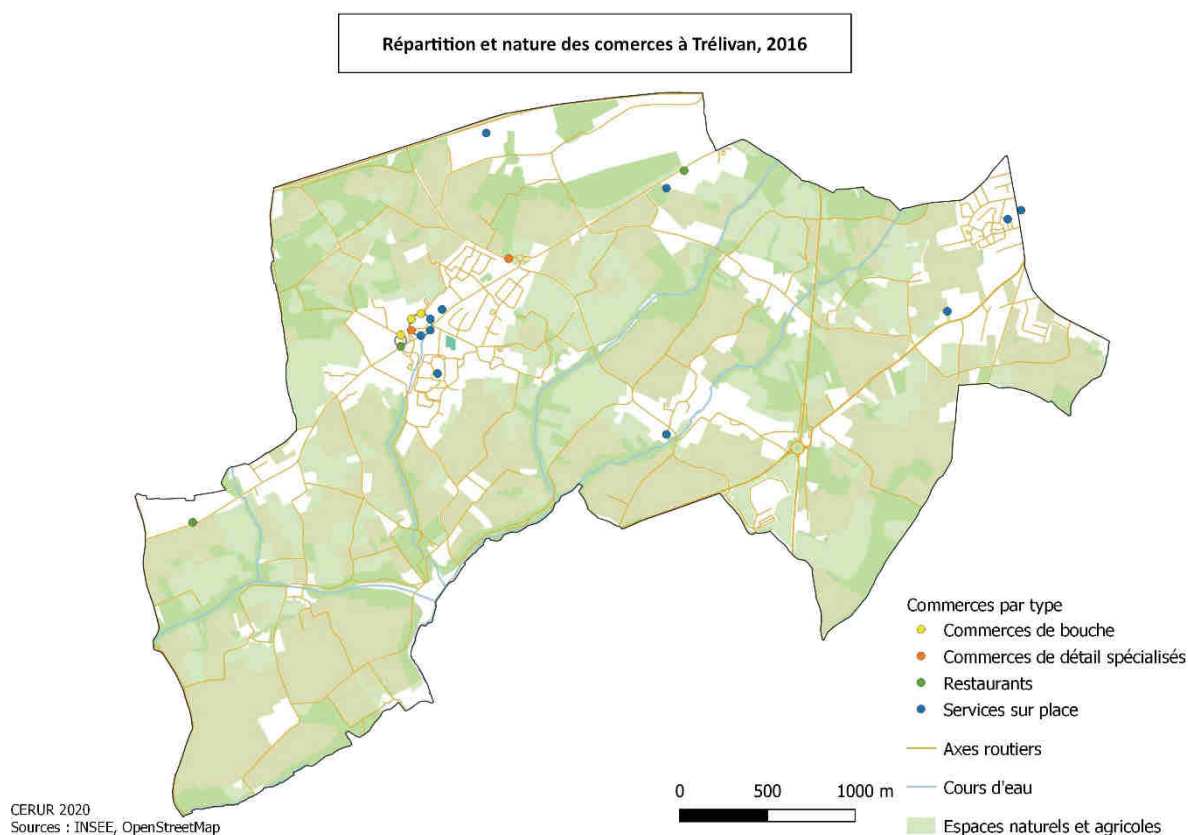 Répartition et nature des comerces à Trélivan, 2016
Commerces par type
Commerces de bouche
Commerces de détail spécialisés
Restaurants
Services sur place
Axes routiers
Cours d'eau
Espaces naturels et agricoles
0 500 1000 m
CERUR 2020
Sources : INSEE, OpenStreetMap